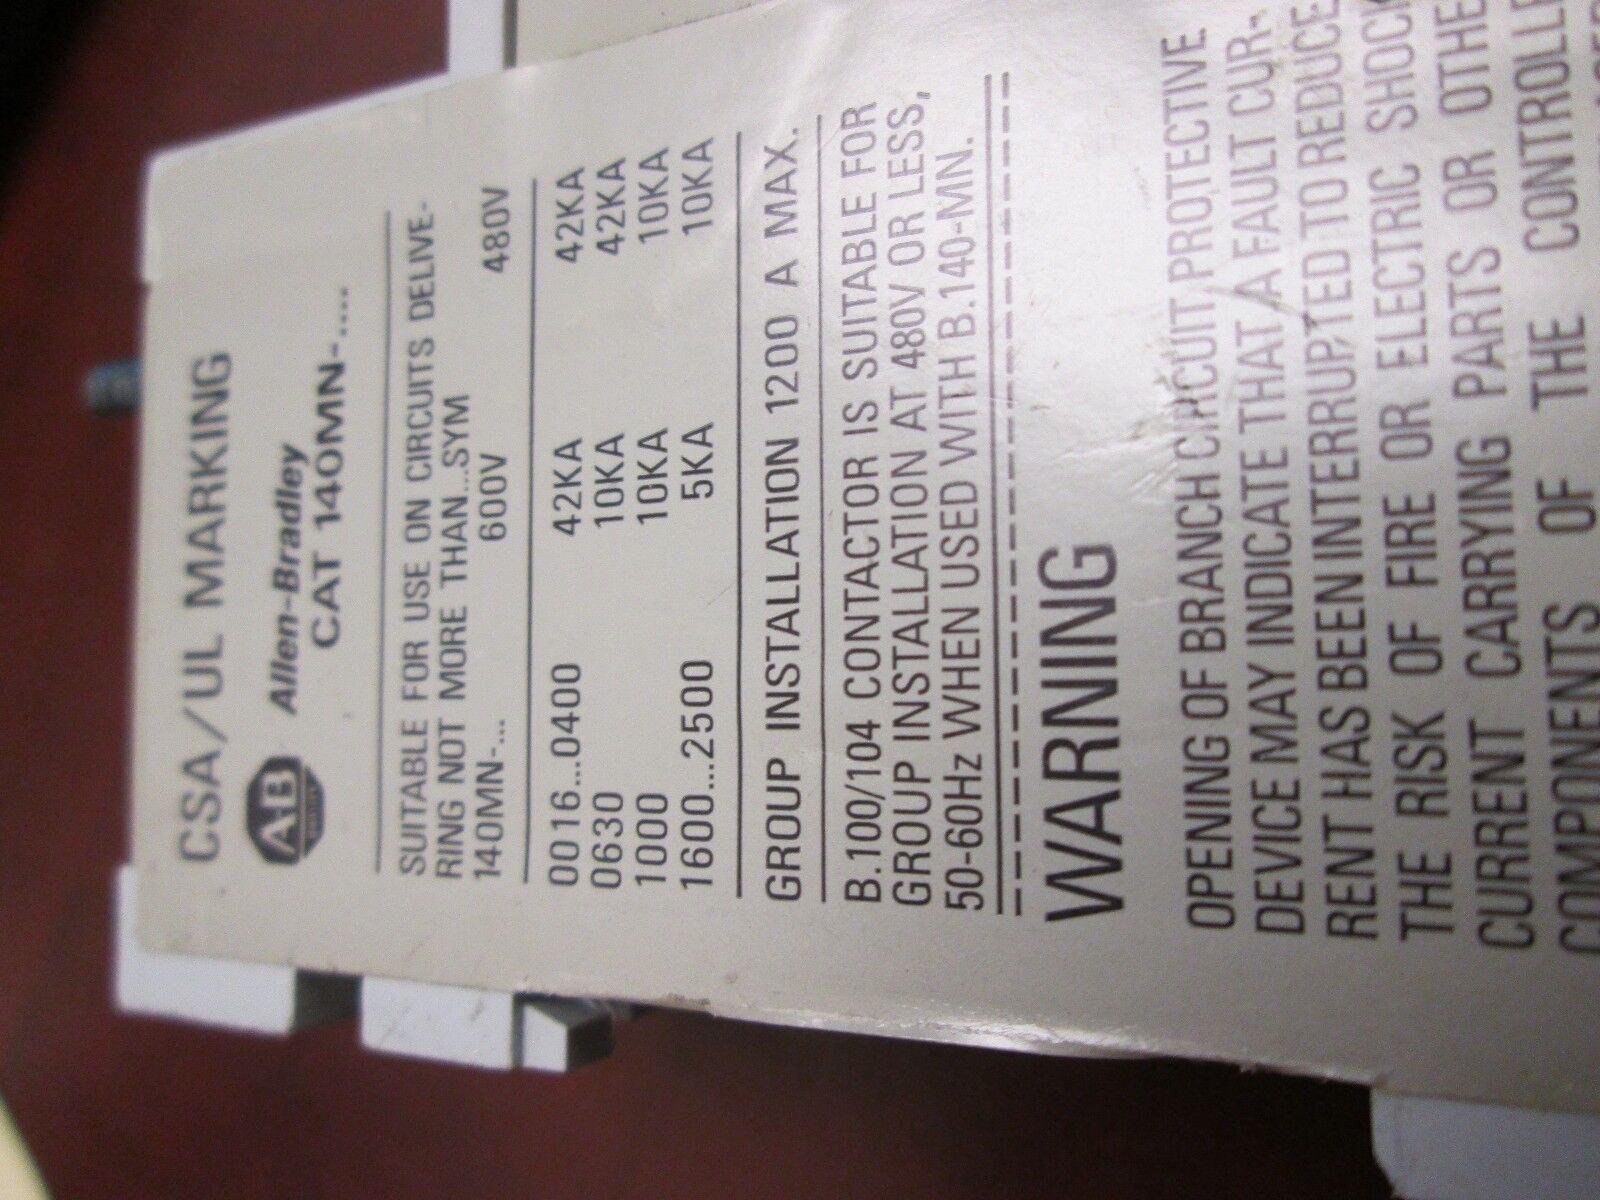 CSA/UL MARKING
AB
Allen-Bradley
CAT 140MN-....
SUITABLE FOR USE ON CIRCUITS DELIVE-
RING NOT MORE THAN...SYM
140MN-... 600V 480V
0016...0400 42KA 42KA
0630 10KA 42KA
1000 10KA 10KA
1600...2500 5KA 10KA
GROUP INSTALLATION 1200 A MAX.
B.100/104 CONTACTOR IS SUITABLE FOR
GROUP INSTALLATION AT 480V OR LESS,
50-60Hz WHEN USED WITH B.140-MN.
WARNING
OPENING OF BRANCH CIRCUIT PROTECTIVE
DEVICE MAY INDICATE THAT A FAULT CUR-
RENT HAS BEEN INTERRUPTED TO REDUCE
THE RISK OF FIRE OR ELECTRIC SHOCK
CURRENT CARRYING PARTS OR OTHE
COMPONENTS OF THE CONTROLLE